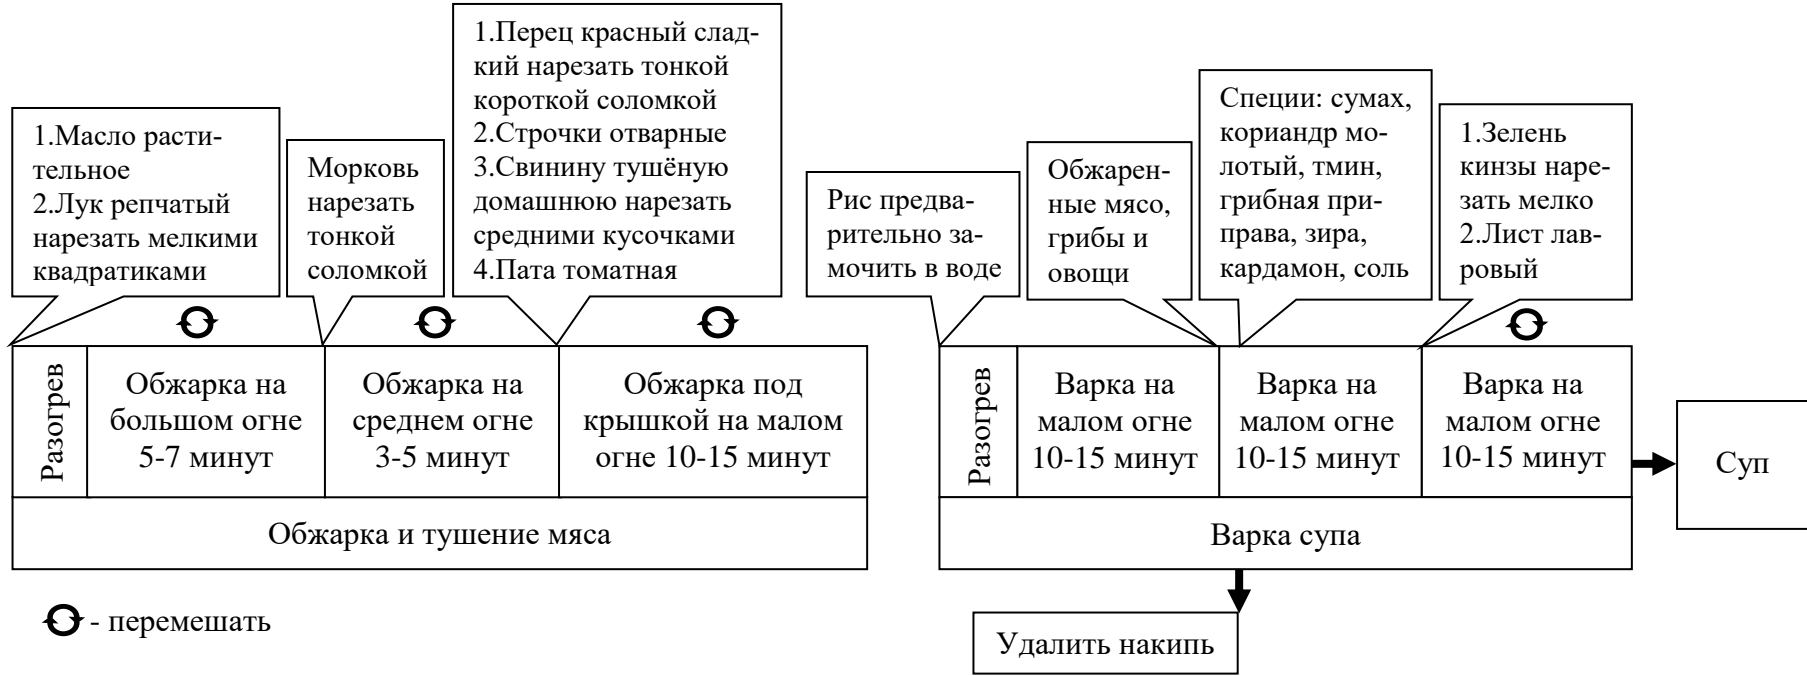 1.Масло расти-
тельное
2.Лук репчатый
нарезать мелкими
квадратиками
Морковь
нарезать
тонкой
соломкой
1.Перец красный слад-
кий нарезать тонкой
короткой соломкой
2.Строчки отварные
3.Свинину тушёную
домашнюю нарезать
средними кусочками
4.Пата томатная
Рис предва-
рительно за-
мочить в воде
Обжарен-
ные мясо,
грибы и
овощи
Специи: сумах,
кориандр мо-
лотый, тмин,
грибная при-
права, зира,
кардамон, соль
1.Зелень
кинзы наре-
зать мелко
2.Лист лав-
ровый
Разогрев
Обжарка на
большом огне
5-7 минут
Обжарка на
среднем огне
3-5 минут
Обжарка под
крышкой на малом
огне 10-15 минут
Обжарка и тушение мяса
Разогрев
Варка на
малом огне
10-15 минут
Варка на
малом огне
10-15 минут
Варка на
малом огне
10-15 минут
Варка супа
Суп
Удалить накипь
- перемешать